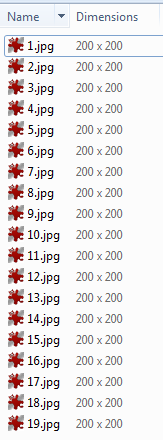 Name Dimensions
1.jpg 200 x 200
2.jpg 200 x 200
3.jpg 200 x 200
4.jpg 200 x 200
5.jpg 200 x 200
6.jpg 200 x 200
7.jpg 200 x 200
8.jpg 200 x 200
9.jpg 200 x 200
10.jpg 200 x 200
11.jpg 200 x 200
12.jpg 200 x 200
13.jpg 200 x 200
14.jpg 200 x 200
15.jpg 200 x 200
16.jpg 200 x 200
17.jpg 200 x 200
18.jpg 200 x 200
19.jpg 200 x 200